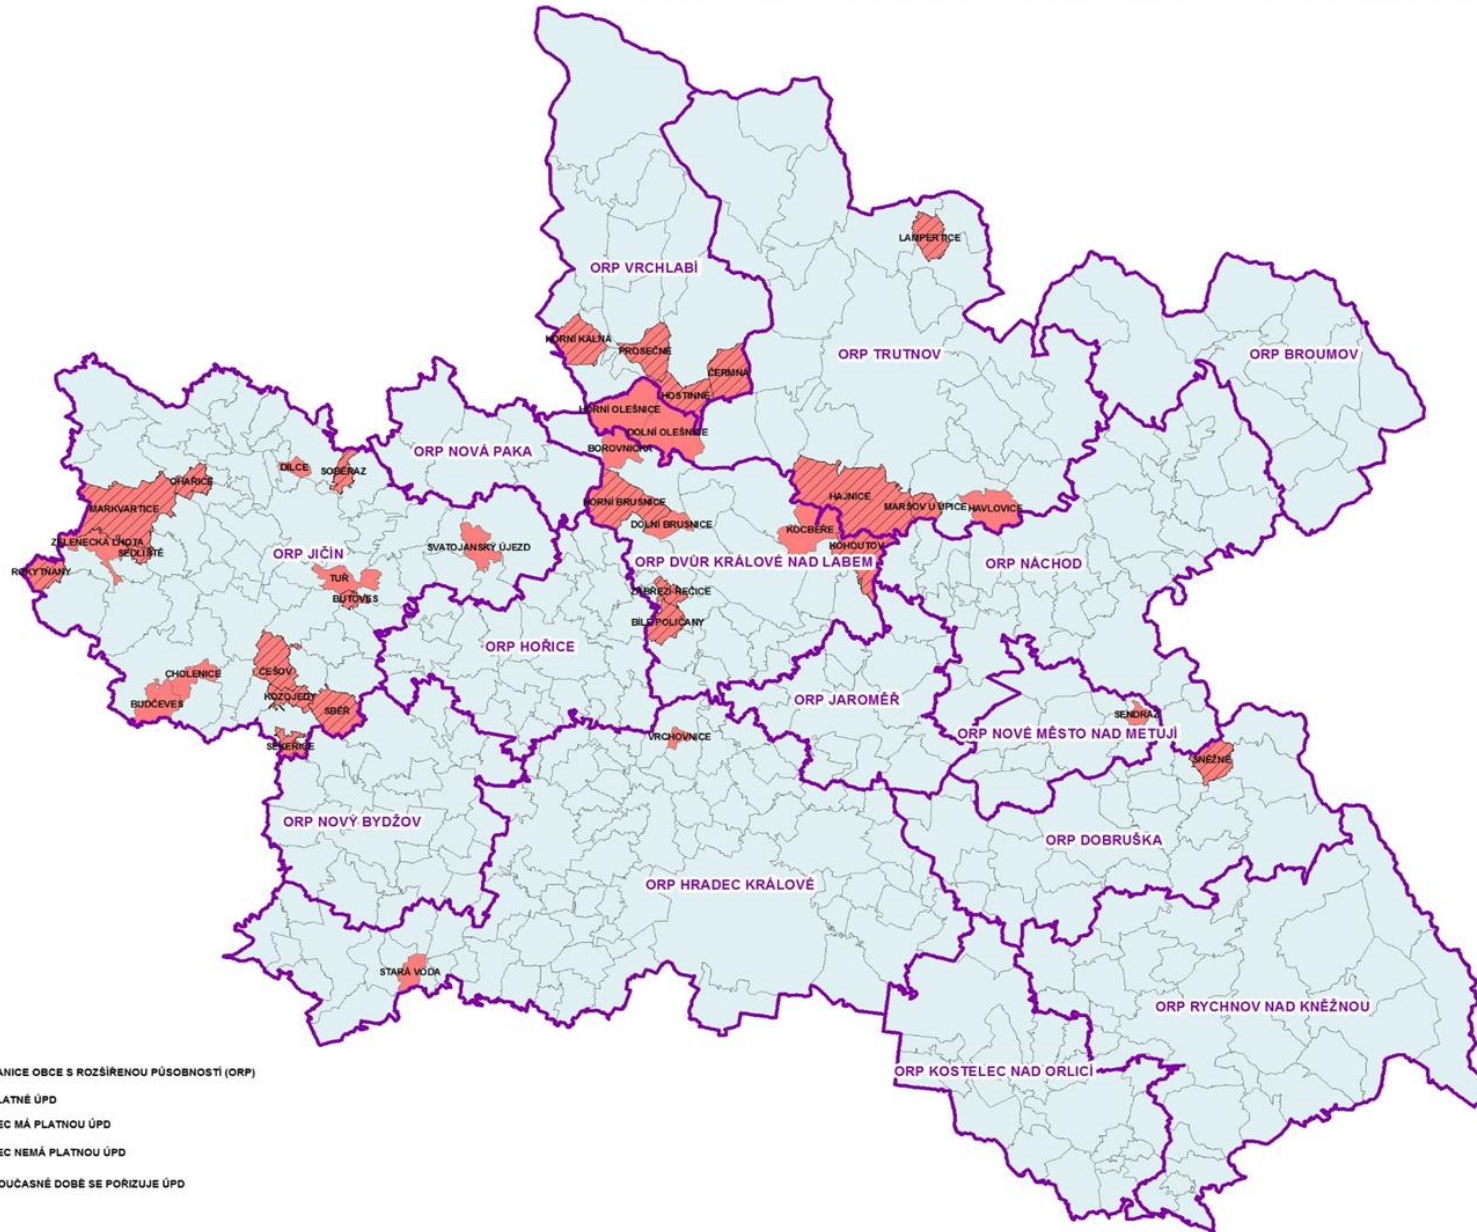 LAMPERTICE
ORP VRCHLABÍ
HORNÍ KALNÁ
PROSEČNÉ
ČERMNÁ
ORP TRUTNOV
ORP BROUMOV
HOSTINNÉ
HORNÍ OLEŠNICE
DOLNÍ OLEŠNICE
BOROVNIČKA
ORP NOVÁ PAKA
DÍLCE
SOBĚRAZ
OHAŘICE
MARKVARTICE
HORNÍ BRUSNICE
DOLNÍ BRUSNICE
HAJNICE
MARŠOV U ÚPICE
HAVLOVICE
KOCBEŘE
KOHOUTOV
ZELENECKÁ LHOTA
SEDLIŠTĚ
ORP JIČÍN
SVATOJANSKÝ ÚJEZD
ORP DVŮR KRÁLOVÉ NAD LABEM
ORP NÁCHOD
ROKYTŇANY
TUŘ
BUTOVES
ZÁBŘEZÍ-ŘEČICE
BÍLÉ POLIČANY
ORP HOŘICE
CHOLENICE
ČEŠOV
KOZOJEDY
BUDČEVES
SBĚŘ
SEKEŘICE
ORP JAROMĚŘ
SENDRAŽ
ORP NOVÉ MĚSTO NAD METUJÍ
VRCHOVNICE
SNĚŽNÉ
ORP NOVÝ BYDŽOV
ORP DOBRUŠKA
ORP HRADEC KRÁLOVÉ
STARÁ VODA
ORP RYCHNOV NAD KNĚŽNOU
ORP KOSTELEC NAD ORLICÍ
ANICE OBCE S ROZŠÍŘENOU PŮSOBNOSTÍ (ORP)
LATNÉ ÚPD
EC MÁ PLATNOU ÚPD
EC NEMÁ PLATNOU ÚPD
OUČASNÉ DOBĚ SE POŘIZUJE ÚPD